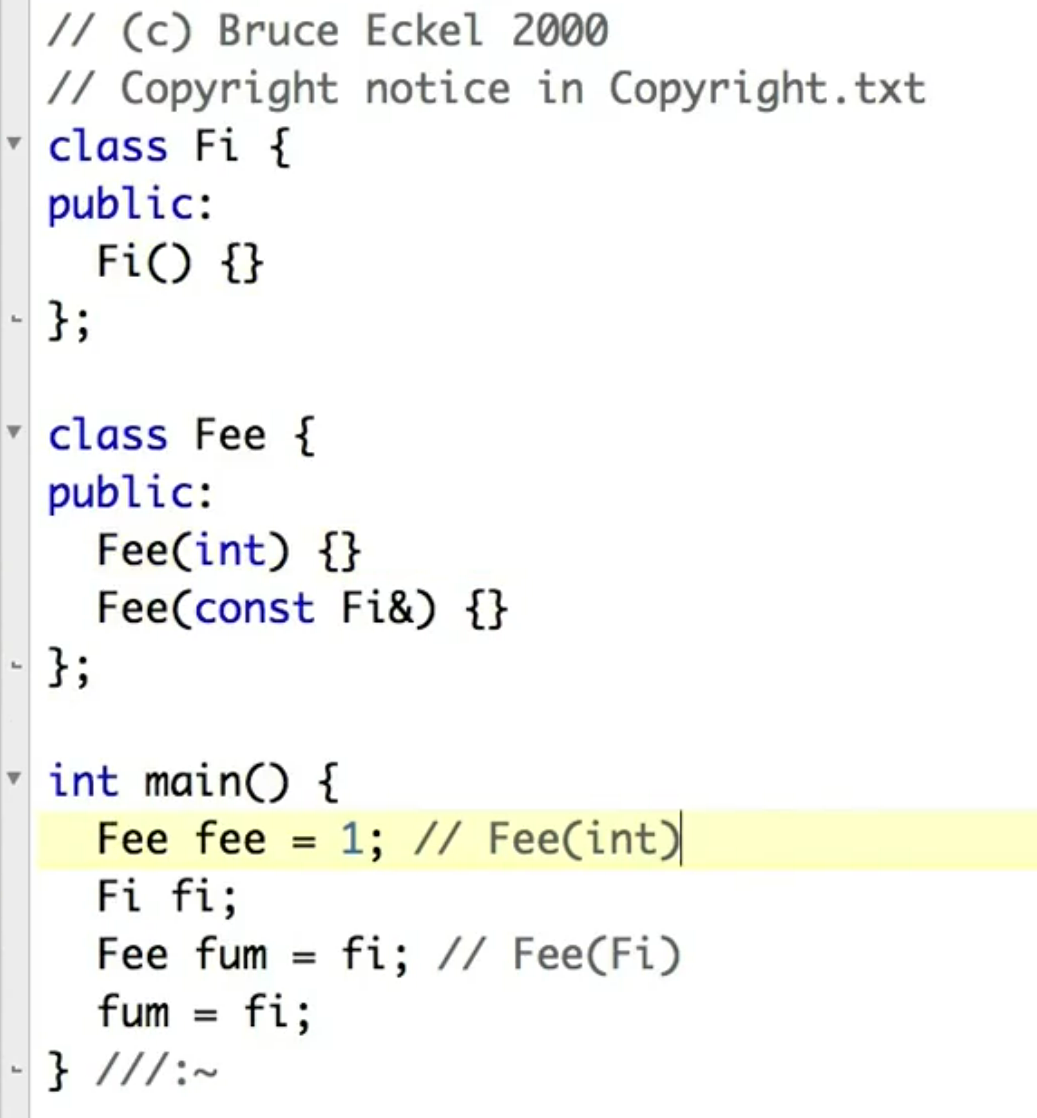 // (c) Bruce Eckel 2000
// Copyright notice in Copyright.txt
class Fi {
public:
  Fi() {}
};

class Fee {
public:
  Fee(int) {}
  Fee(const Fi&) {}
};

int main() {
  Fee fee = 1; // Fee(int)
  Fi fi;
  Fee fum = fi; // Fee(Fi)
  fum = fi;
} ///:~